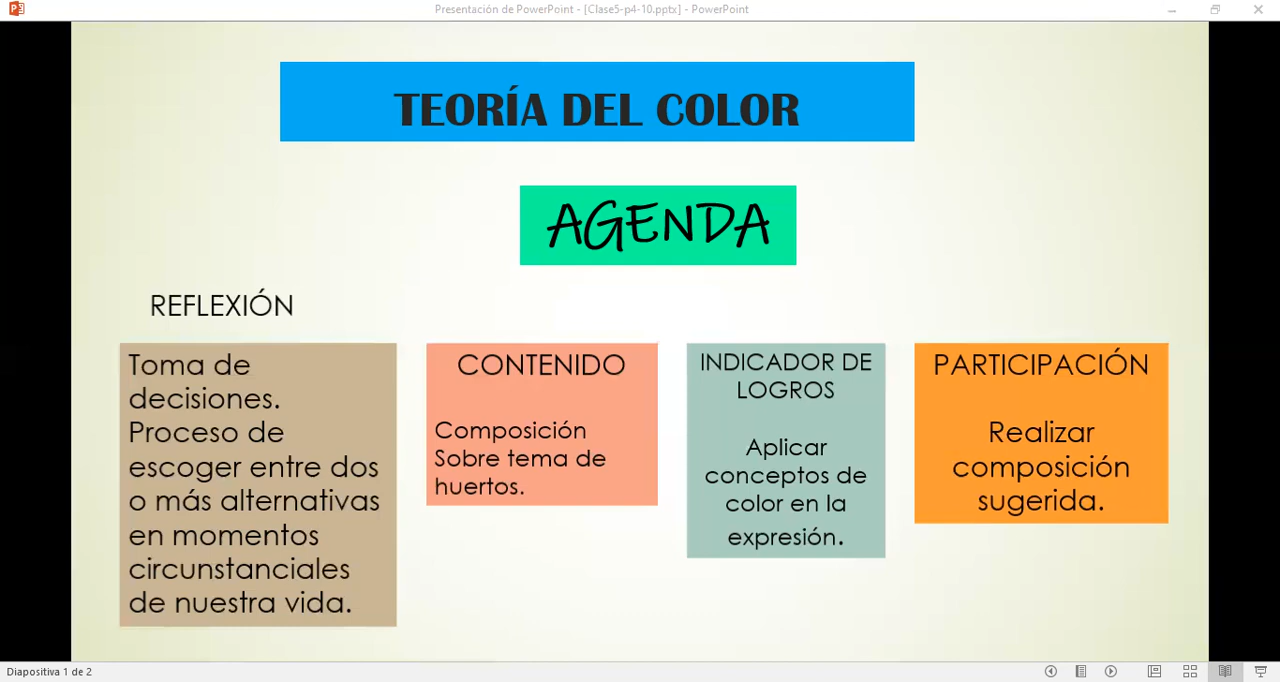 Presentación de PowerPoint - [Clase5-p4-10.pptx] - PowerPoint
TEORÍA DEL COLOR
AGENDA
REFLEXIÓN
Toma de
decisiones.
Proceso de
escoger entre dos
o más alternativas
en momentos
circunstanciales
de nuestra vida.
CONTENIDO
Composición
Sobre tema de
huertos.
INDICADOR DE
LOGROS
Aplicar
conceptos de
color en la
expresión.
PARTICIPACIÓN
Realizar
composición
sugerida.
Diapositiva 1 de 2